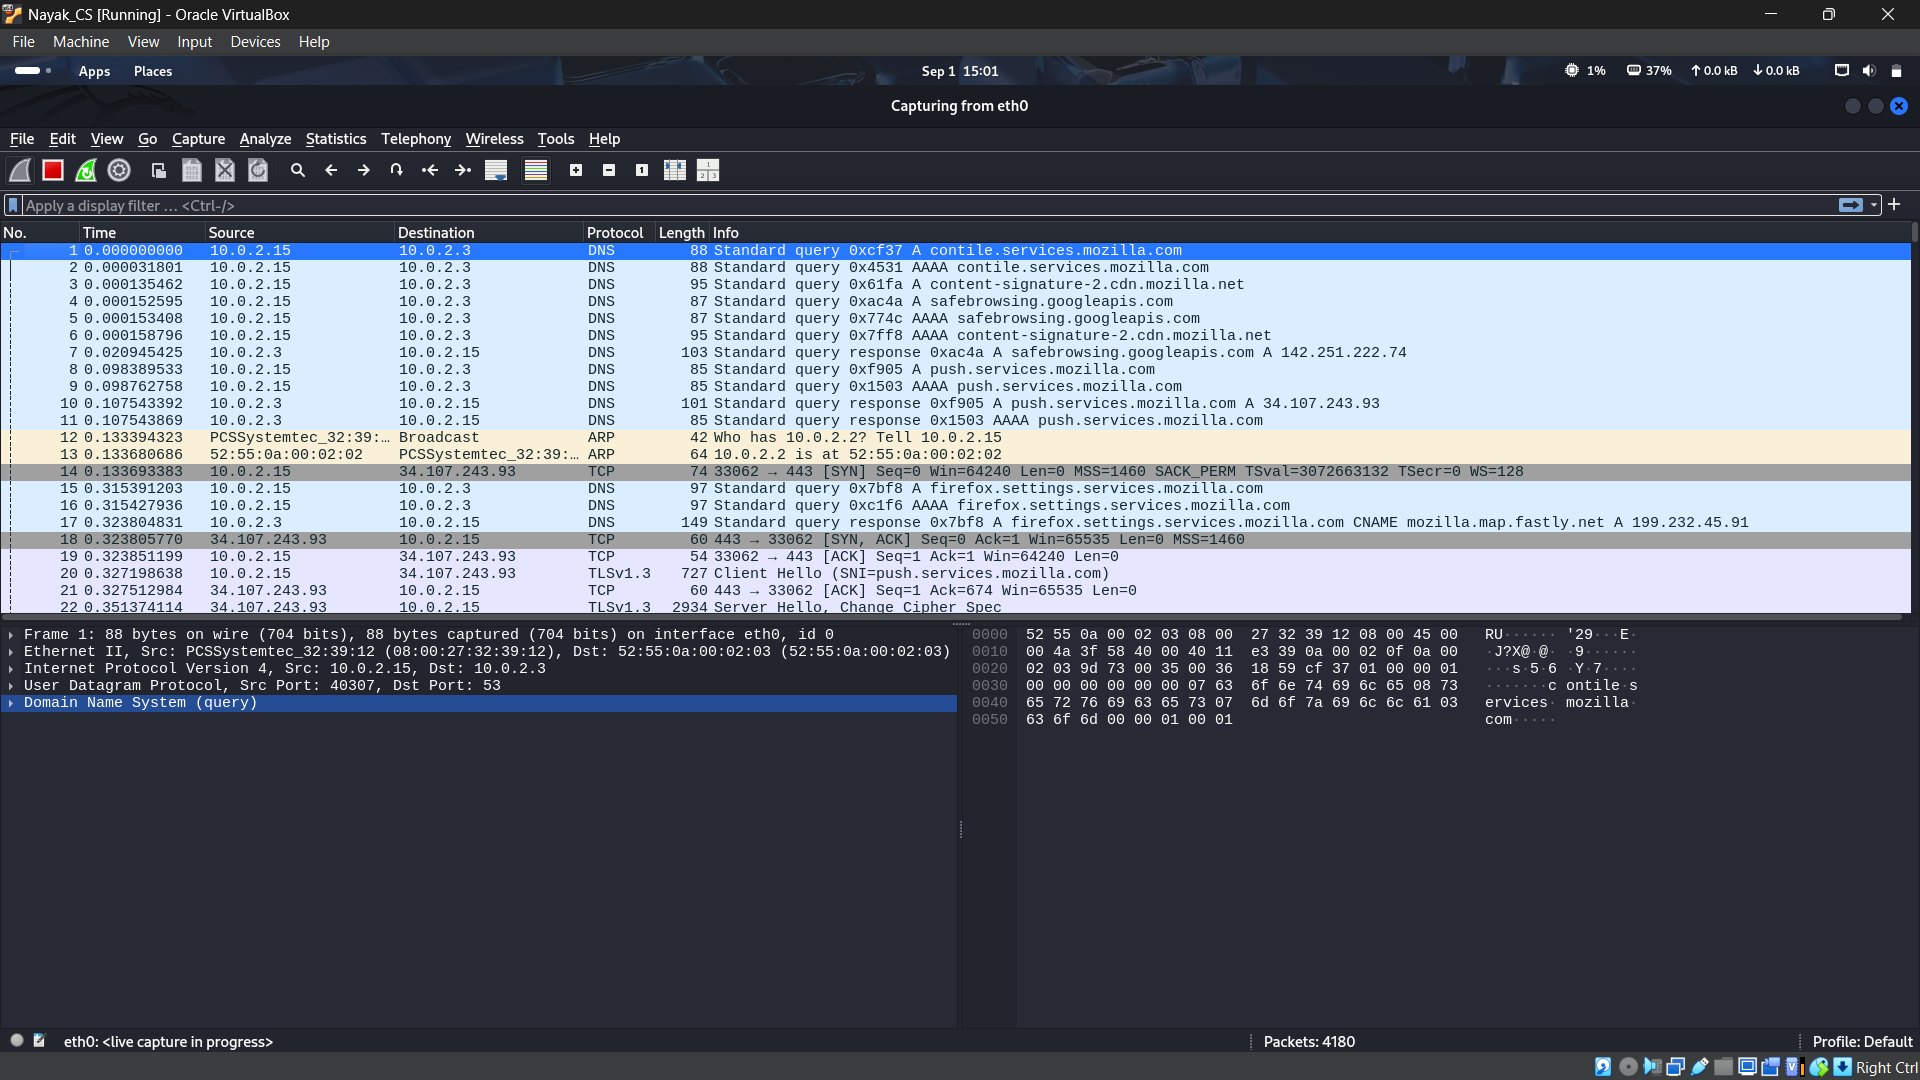 Nayak_CS [Running] - Oracle VirtualBox
File Machine View Input Devices Help
Apps Places Sep 1 15:01 1% 37% ↑ 0.0 kB ↓ 0.0 kB
Capturing from eth0
File Edit View Go Capture Analyze Statistics Telephony Wireless Tools Help
Apply a display filter ... <Ctrl-/>
No. Time Source Destination Protocol Length Info
1 0.000000000 10.0.2.15 10.0.2.3 DNS 88 Standard query 0xcf37 A contile.services.mozilla.com
2 0.000031801 10.0.2.15 10.0.2.3 DNS 88 Standard query 0x4531 AAAA contile.services.mozilla.com
3 0.000135462 10.0.2.15 10.0.2.3 DNS 95 Standard query 0x61fa A content-signature-2.cdn.mozilla.net
4 0.000152595 10.0.2.15 10.0.2.3 DNS 87 Standard query 0xac4a A safebrowsing.googleapis.com
5 0.000153408 10.0.2.15 10.0.2.3 DNS 87 Standard query 0x774c AAAA safebrowsing.googleapis.com
6 0.000158796 10.0.2.15 10.0.2.3 DNS 95 Standard query 0x7ff8 AAAA content-signature-2.cdn.mozilla.net
7 0.020945425 10.0.2.3 10.0.2.15 DNS 103 Standard query response 0xac4a A safebrowsing.googleapis.com A 142.251.222.74
8 0.098389533 10.0.2.15 10.0.2.3 DNS 85 Standard query 0xf905 A push.services.mozilla.com
9 0.098762758 10.0.2.15 10.0.2.3 DNS 85 Standard query 0x1503 AAAA push.services.mozilla.com
10 0.107543392 10.0.2.3 10.0.2.15 DNS 101 Standard query response 0xf905 A push.services.mozilla.com A 34.107.243.93
11 0.107543869 10.0.2.3 10.0.2.15 DNS 85 Standard query response 0x1503 AAAA push.services.mozilla.com
12 0.133394323 PCSSystemtec_32:39:… Broadcast ARP 42 Who has 10.0.2.2? Tell 10.0.2.15
13 0.133680686 52:55:0a:00:02:02 PCSSystemtec_32:39:… ARP 64 10.0.2.2 is at 52:55:0a:00:02:02
14 0.133693383 10.0.2.15 34.107.243.93 TCP 74 33062 → 443 [SYN] Seq=0 Win=64240 Len=0 MSS=1460 SACK_PERM TSval=3072663132 TSecr=0 WS=128
15 0.315391203 10.0.2.15 10.0.2.3 DNS 97 Standard query 0x7bf8 A firefox.settings.services.mozilla.com
16 0.315427936 10.0.2.15 10.0.2.3 DNS 97 Standard query 0xc1f6 AAAA firefox.settings.services.mozilla.com
17 0.323804831 10.0.2.3 10.0.2.15 DNS 149 Standard query response 0x7bf8 A firefox.settings.services.mozilla.com CNAME mozilla.map.fastly.net A 199.232.45.91
18 0.323805770 34.107.243.93 10.0.2.15 TCP 60 443 → 33062 [SYN, ACK] Seq=0 Ack=1 Win=65535 Len=0 MSS=1460
19 0.323851199 10.0.2.15 34.107.243.93 TCP 54 33062 → 443 [ACK] Seq=1 Ack=1 Win=64240 Len=0
20 0.327198638 10.0.2.15 34.107.243.93 TLSv1.3 727 Client Hello (SNI=push.services.mozilla.com)
21 0.327512984 34.107.243.93 10.0.2.15 TCP 60 443 → 33062 [ACK] Seq=1 Ack=674 Win=65535 Len=0
22 0.351374114 34.107.243.93 10.0.2.15 TLSv1.3 2934 Server Hello, Change Cipher Spec
Frame 1: 88 bytes on wire (704 bits), 88 bytes captured (704 bits) on interface eth0, id 0
Ethernet II, Src: PCSSystemtec_32:39:12 (08:00:27:32:39:12), Dst: 52:55:0a:00:02:03 (52:55:0a:00:02:03)
Internet Protocol Version 4, Src: 10.0.2.15, Dst: 10.0.2.3
User Datagram Protocol, Src Port: 40307, Dst Port: 53
Domain Name System (query)
0000 52 55 0a 00 02 03 08 00 27 32 39 12 08 00 45 00 RU······ '29···E·
0010 00 4a 3f 58 40 00 40 11 e3 39 0a 00 02 0f 0a 00 ·J?X@·@· ·9······
0020 02 03 9d 73 00 35 00 36 18 59 cf 37 01 00 00 01 ···s·5·6 ·Y·7····
0030 00 00 00 00 00 00 07 63 6f 6e 74 69 6c 65 08 73 ·······c ontile·s
0040 65 72 76 69 63 65 73 07 6d 6f 7a 69 6c 6c 61 03 ervices· mozilla·
0050 63 6f 6d 00 00 01 00 01 com·····
eth0: <live capture in progress> Packets: 4180 Profile: Default
Right Ctrl